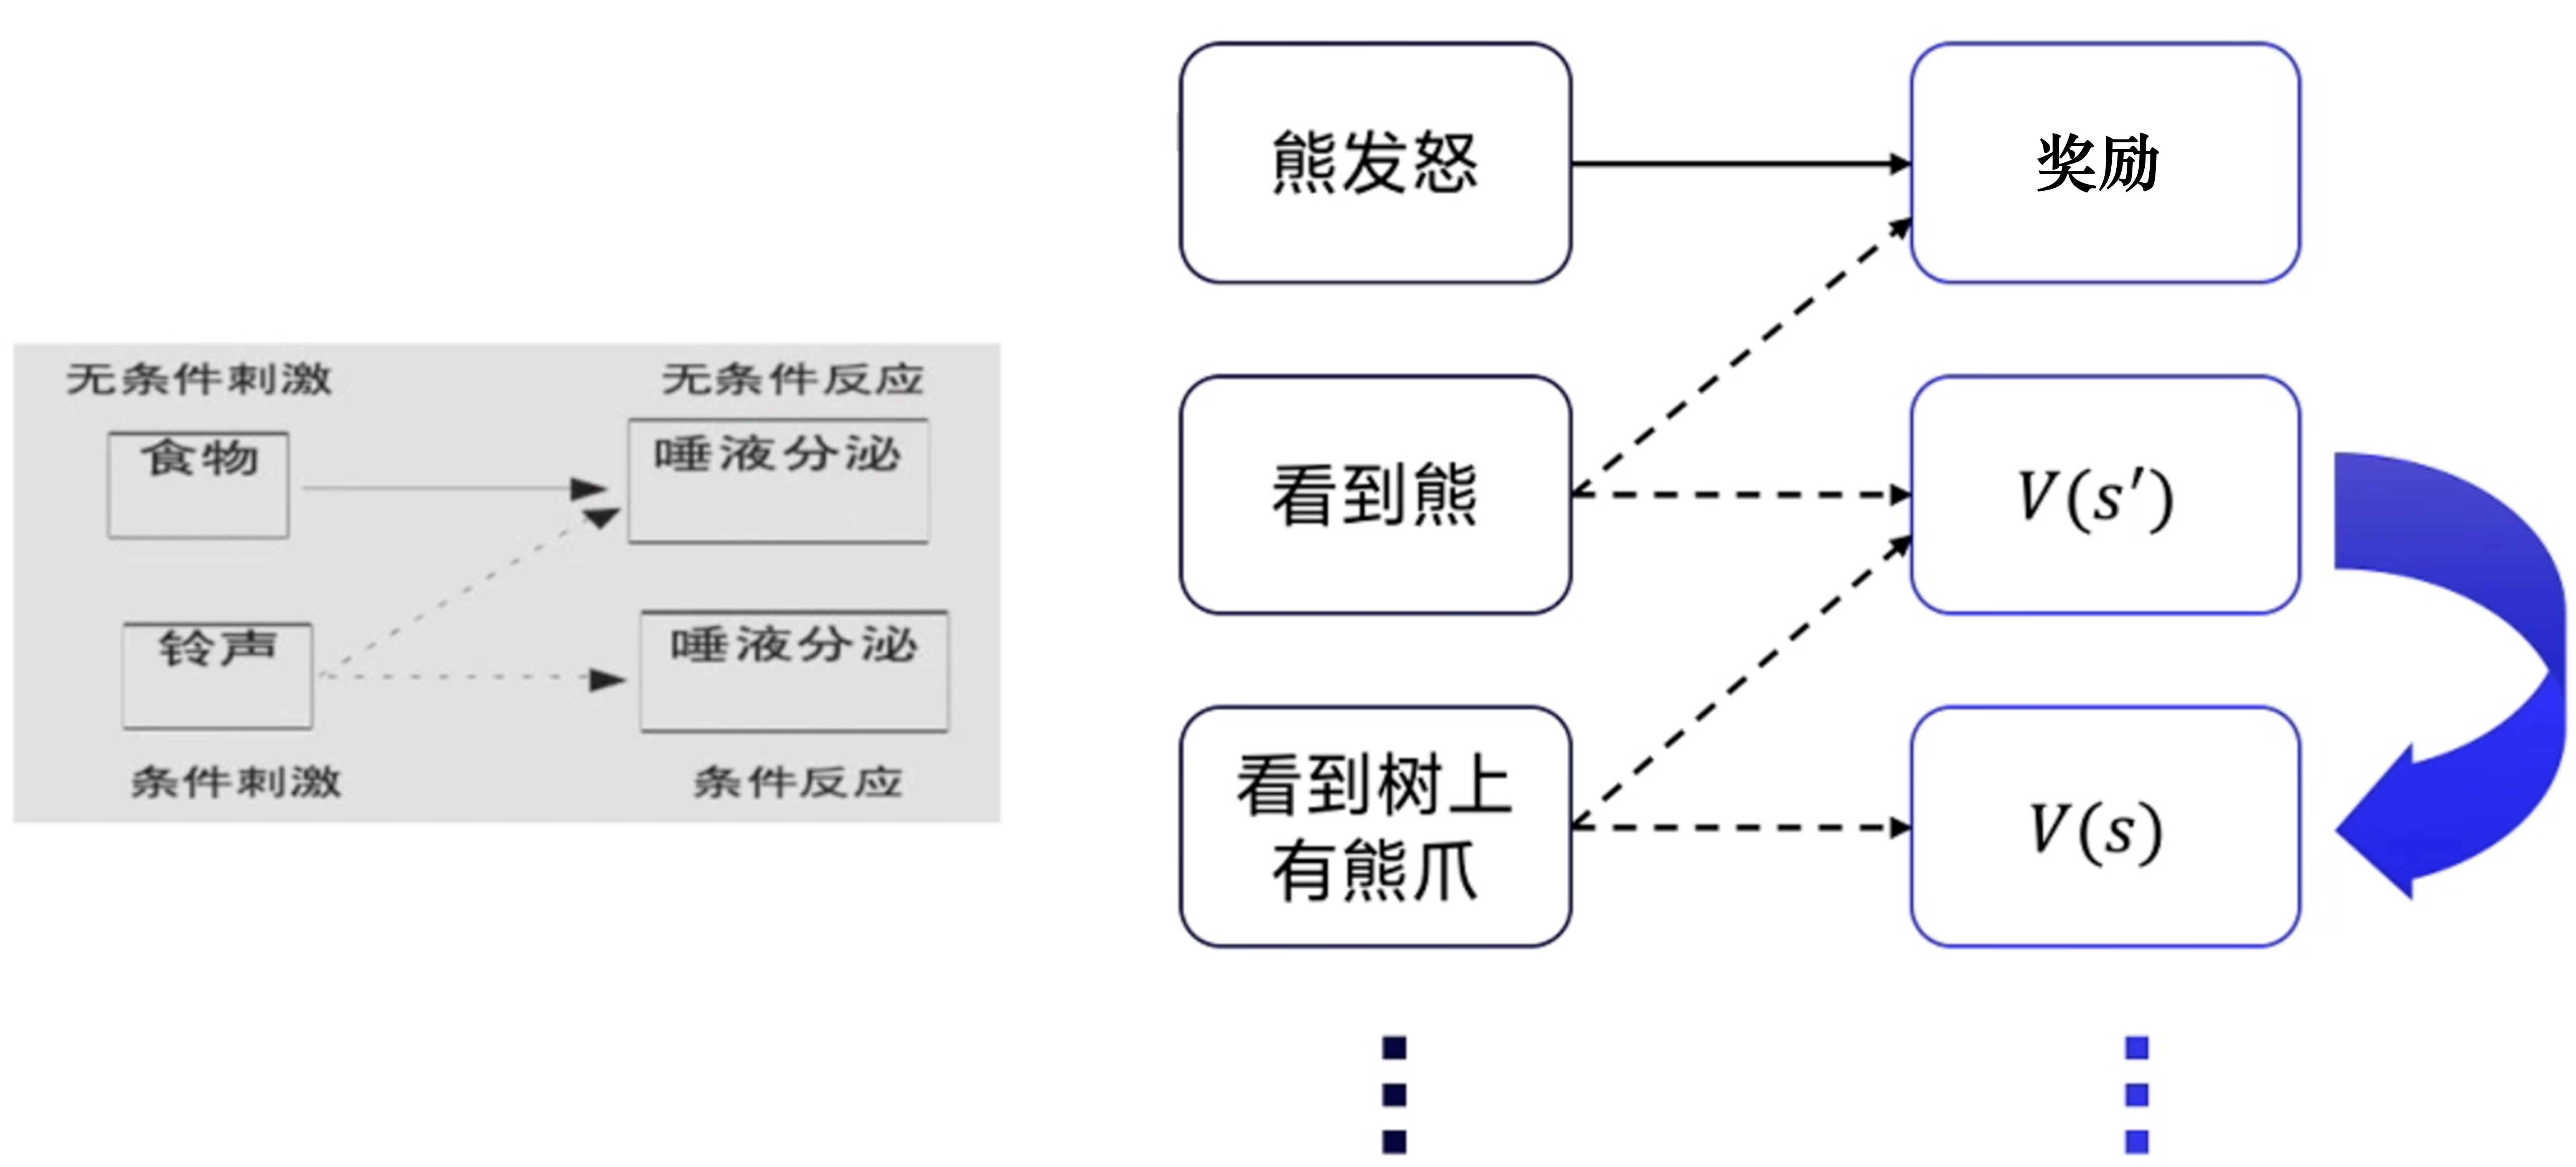 无条件刺激
无条件反应
食物
唾液分泌
铃声
唾液分泌
条件刺激
条件反应
熊发怒
奖励
看到熊
V(s′)
看到树上
有熊爪
V(s)